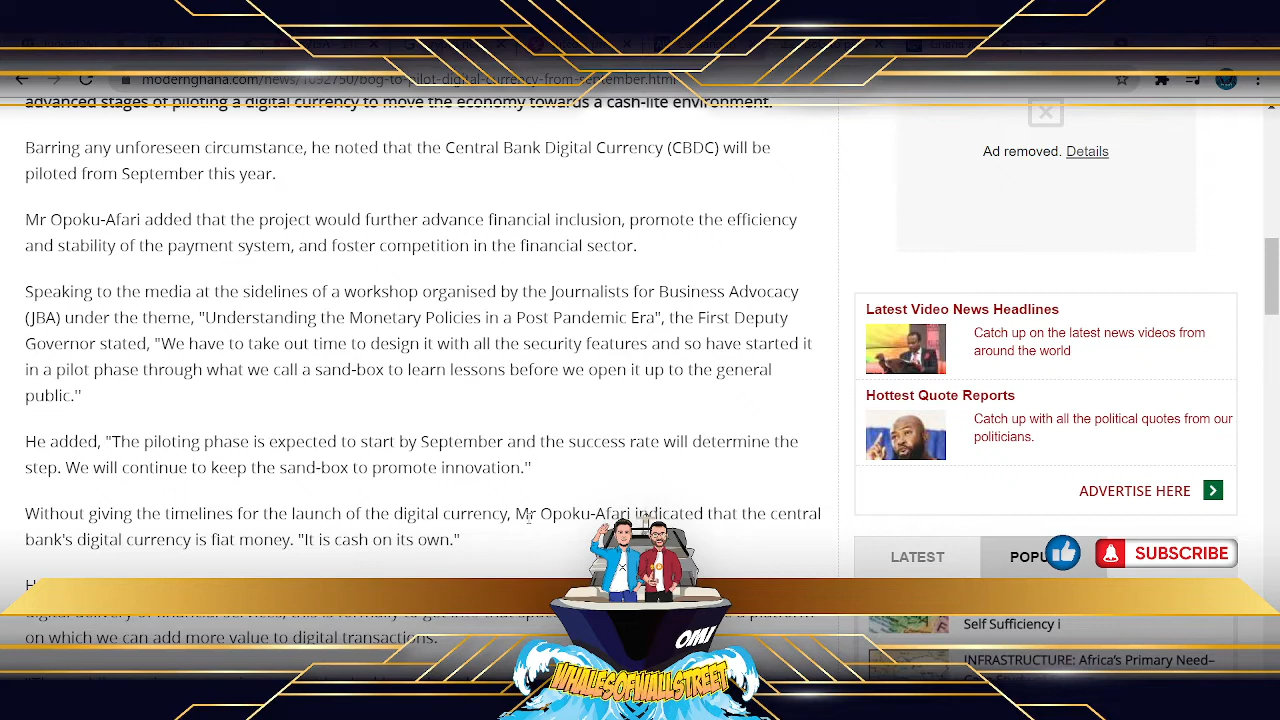 modernghana.com/news/1092750/bog-to-pilot-digital-currency-from-september.html
advanced stages of piloting a digital currency to move the economy towards a cash-lite environment.
Barring any unforeseen circumstance, he noted that the Central Bank Digital Currency (CBDC) will be
piloted from September this year.
Mr Opoku-Afari added that the project would further advance financial inclusion, promote the efficiency
and stability of the payment system, and foster competition in the financial sector.
Speaking to the media at the sidelines of a workshop organised by the Journalists for Business Advocacy
(JBA) under the theme, "Understanding the Monetary Policies in a Post Pandemic Era", the First Deputy
Governor stated, "We have to take out time to design it with all the security features and so have started it
in a pilot phase through what we call a sand-box to learn lessons before we open it up to the general
public."
He added, "The piloting phase is expected to start by September and the success rate will determine the
step. We will continue to keep the sand-box to promote innovation."
Without giving the timelines for the launch of the digital currency, Mr Opoku-Afari indicated that the central
bank's digital currency is fiat money. "It is cash on its own."
on which we can add more value to digital transactions.
Ad removed. Details
Latest Video News Headlines
Catch up on the latest news videos from
around the world
Hottest Quote Reports
Catch up with all the political quotes from our
politicians.
ADVERTISE HERE
LATEST
POPU
SUBSCRIBE
Self Sufficiency i
INFRASTRUCTURE: Africa's Primary Need–
OMI
WHALESOFWALLSTREET